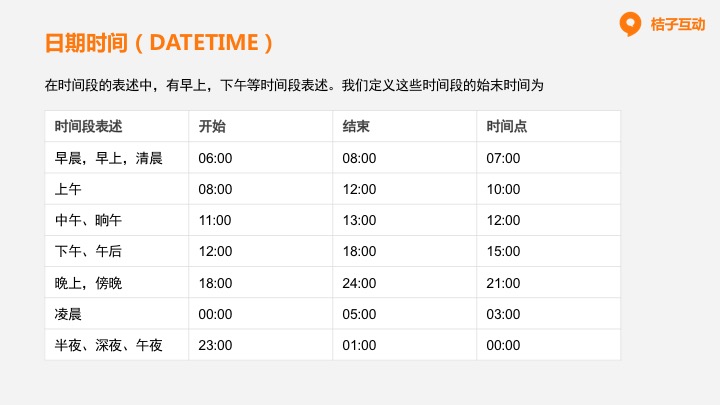 桔子互动
日期时间（DATETIME）
在时间段的表述中，有早上，下午等时间段表述。我们定义这些时间段的始末时间为
时间段表述 开始 结束 时间点
早晨，早上，清晨 06:00 08:00 07:00
上午 08:00 12:00 10:00
中午、晌午 11:00 13:00 12:00
下午、午后 12:00 18:00 15:00
晚上，傍晚 18:00 24:00 21:00
凌晨 00:00 05:00 03:00
半夜、深夜、午夜 23:00 01:00 00:00